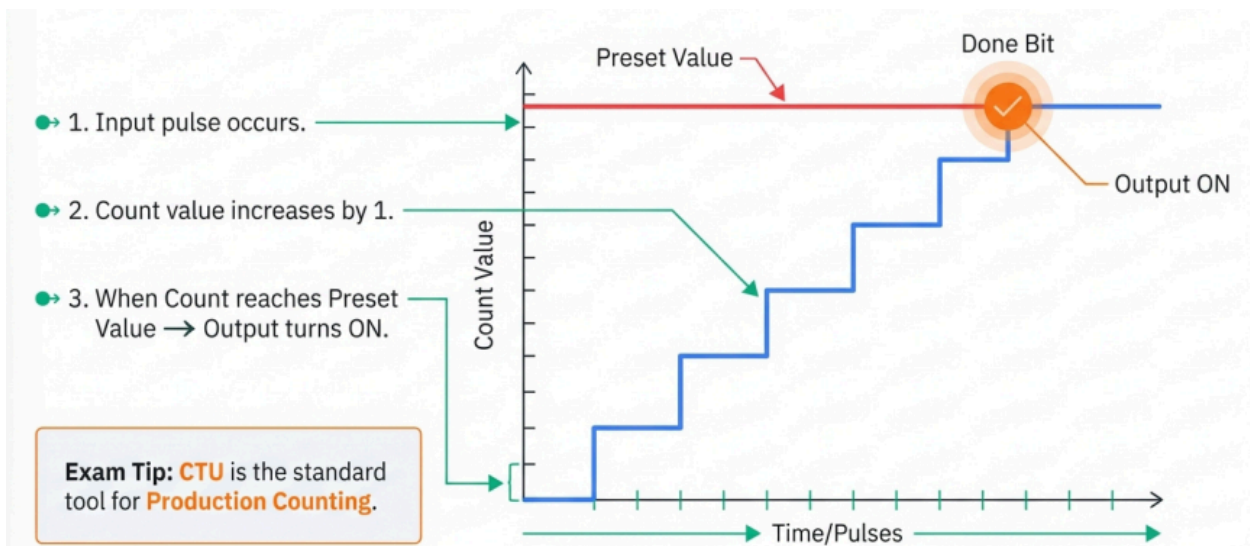 Done Bit
Preset Value
1. Input pulse occurs.
Output ON
2. Count value increases by 1.
Count Value
3. When Count reaches Preset
Value → Output turns ON.
Exam Tip: CTU is the standard
tool for Production Counting.
Time/Pulses